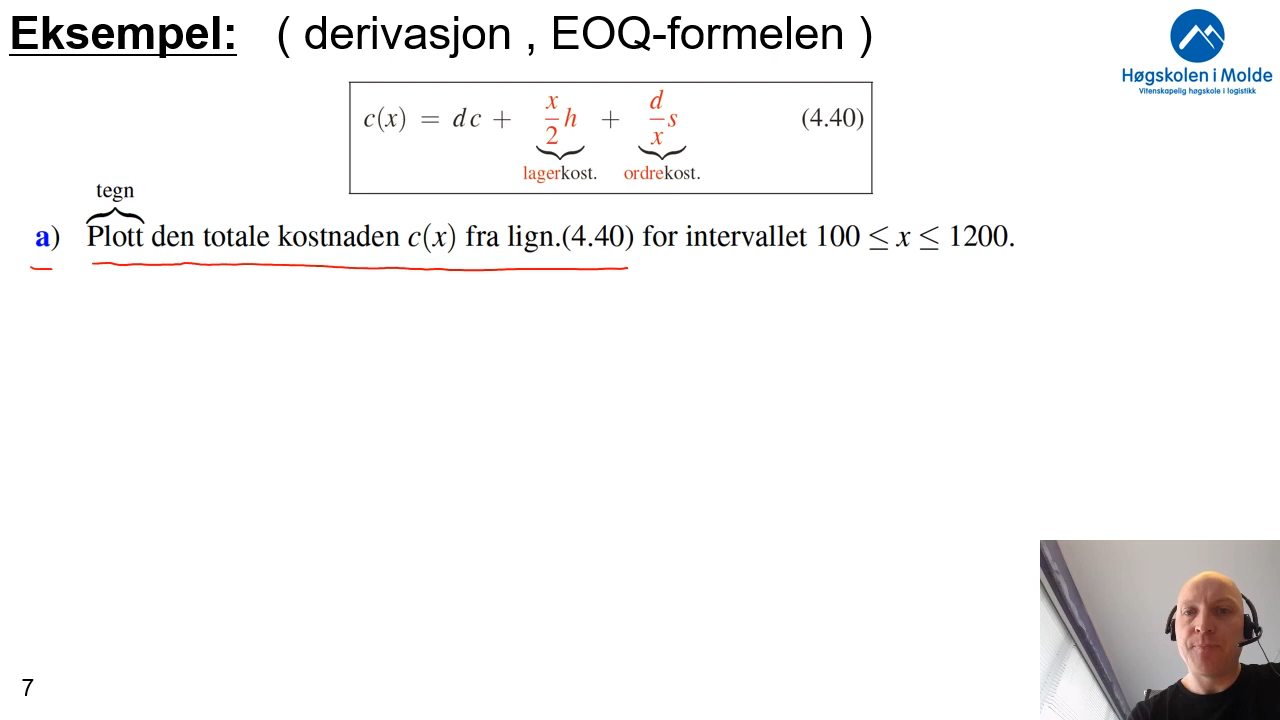 Eksempel: ( derivasjon , EOQ-formelen )
Høgskolen i Molde
Vitenskapelig høgskole i logistikk
c(x) = dc + x/2 h + d/x s (4.40)
lagerkost. ordrekost.
tegn
a) Plott den totale kostnaden c(x) fra lign.(4.40) for intervallet 100 ≤ x ≤ 1200.
7